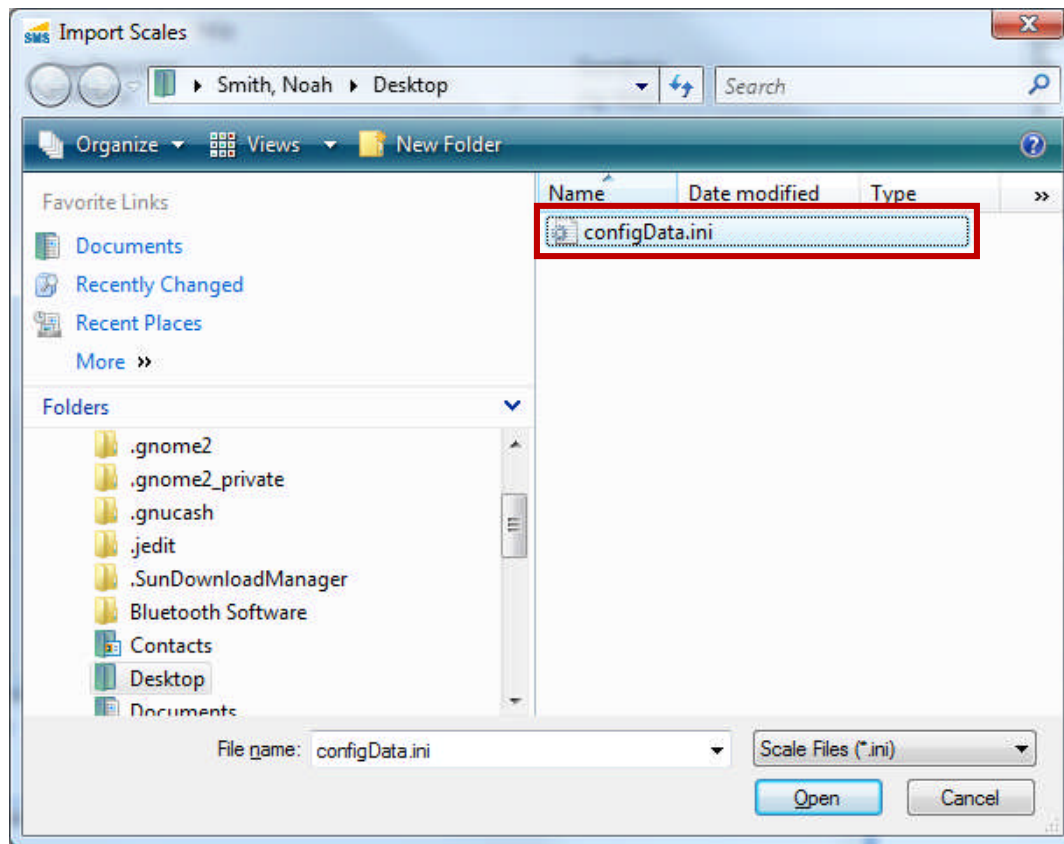 SMS Import Scales
Smith, Noah Desktop Search
Organize Views New Folder
Favorite Links
Documents
Recently Changed
Recent Places
More »
Folders
.gnome2
.gnome2_private
.gnucash
.jedit
.SunDownloadManager
Bluetooth Software
Contacts
Desktop
Documents
Name Date modified Type »
configData.ini
File name: configData.ini Scale Files (*.ini)
Open Cancel